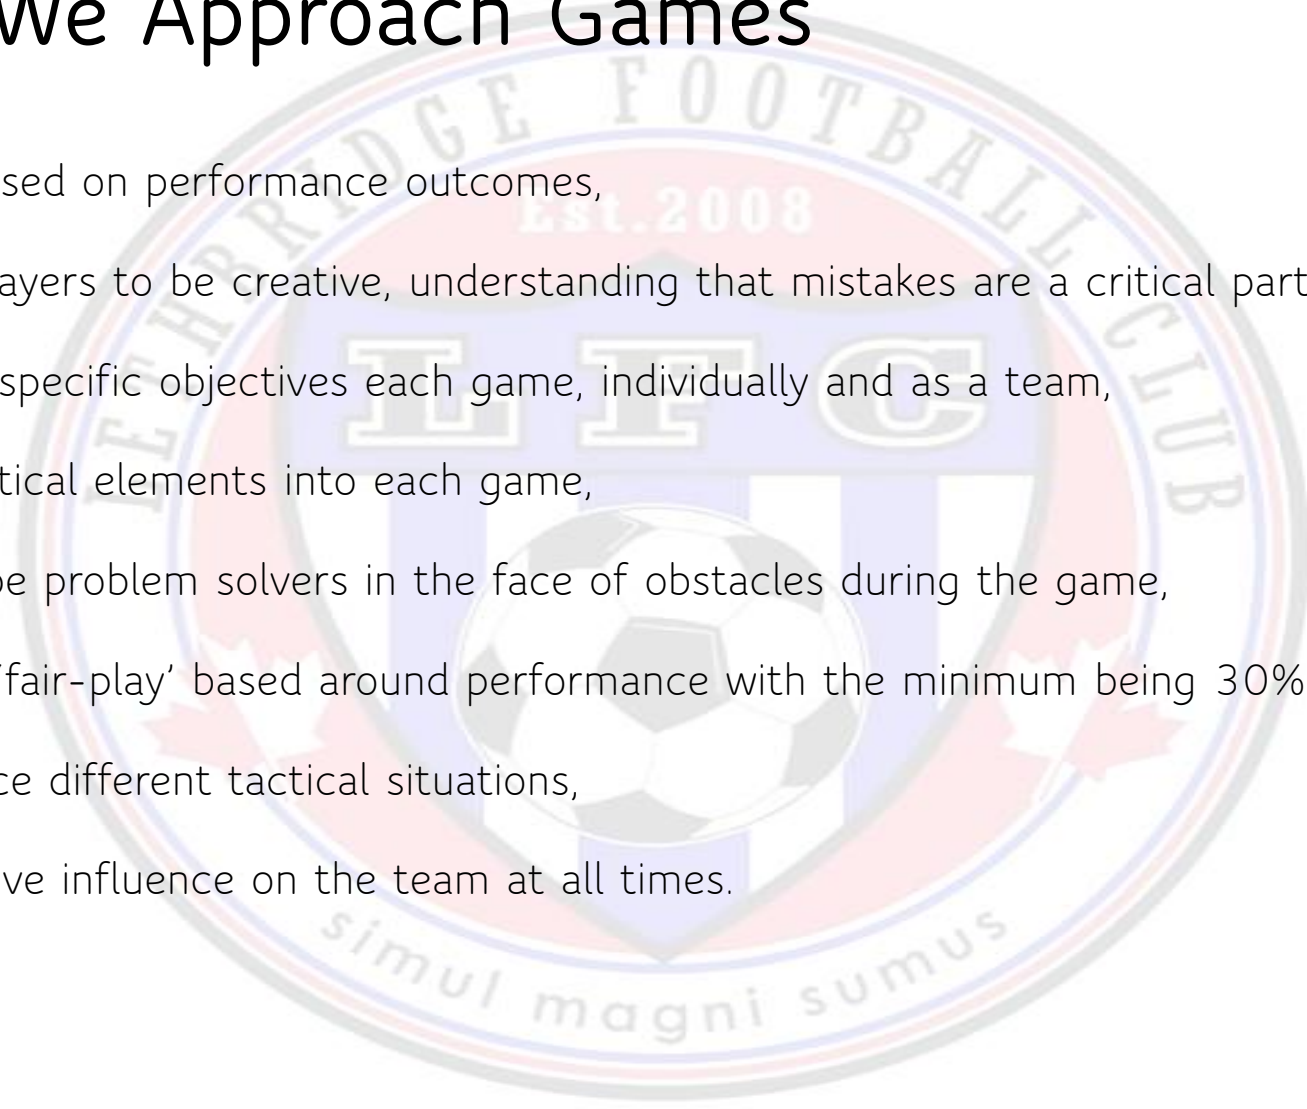 We Approach Games
LETHBRIDGE FOOTBALL CLUB
Est.2008
sed on performance outcomes,
ayers to be creative, understanding that mistakes are a critical part
specific objectives each game, individually and as a team,
LFC
tical elements into each game,
be problem solvers in the face of obstacles during the game,
'fair-play' based around performance with the minimum being 30%
ce different tactical situations,
ve influence on the team at all times.
simul magni sumus